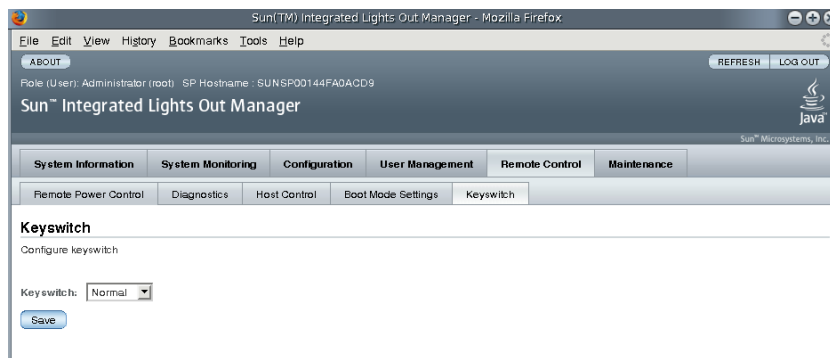 Sun(TM) Integrated Lights Out Manager - Mozilla Firefox
File Edit View History Bookmarks Tools Help
ABOUT REFRESH LOG OUT
Role (User): Administrator (root) SP Hostname : SUNSP00144FA0ACD9
Sun™ Integrated Lights Out Manager
Java
Sun™ Microsystems, Inc.
System Information System Monitoring Configuration User Management Remote Control Maintenance
Remote Power Control Diagnostics Host Control Boot Mode Settings Keyswitch
Keyswitch
Configure keyswitch
Keyswitch: Normal
Save